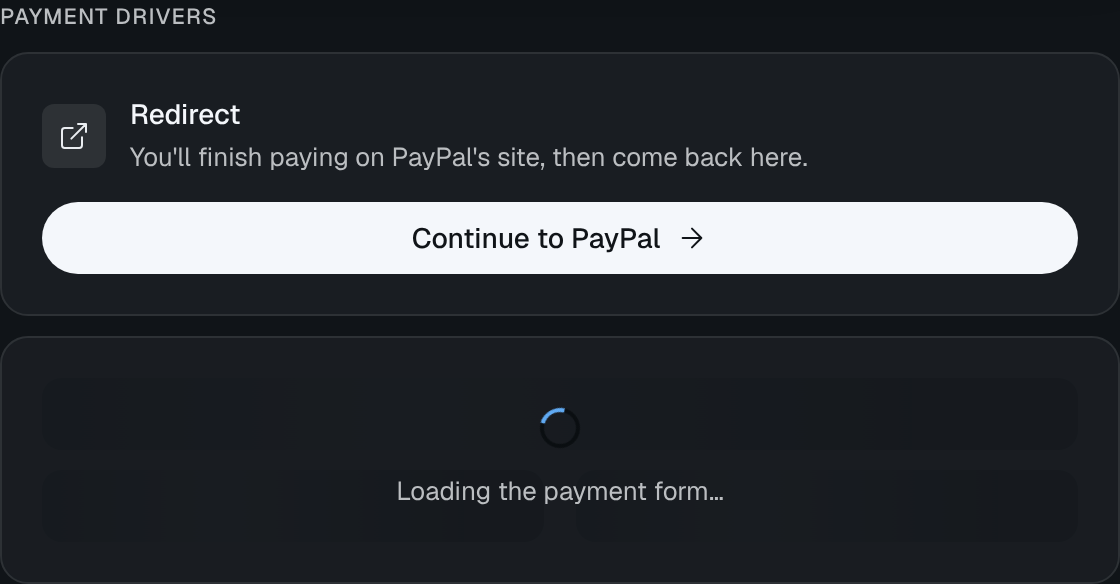 PAYMENT DRIVERS
Redirect
You'll finish paying on PayPal's site, then come back here.
Continue to PayPal →
Loading the payment form…